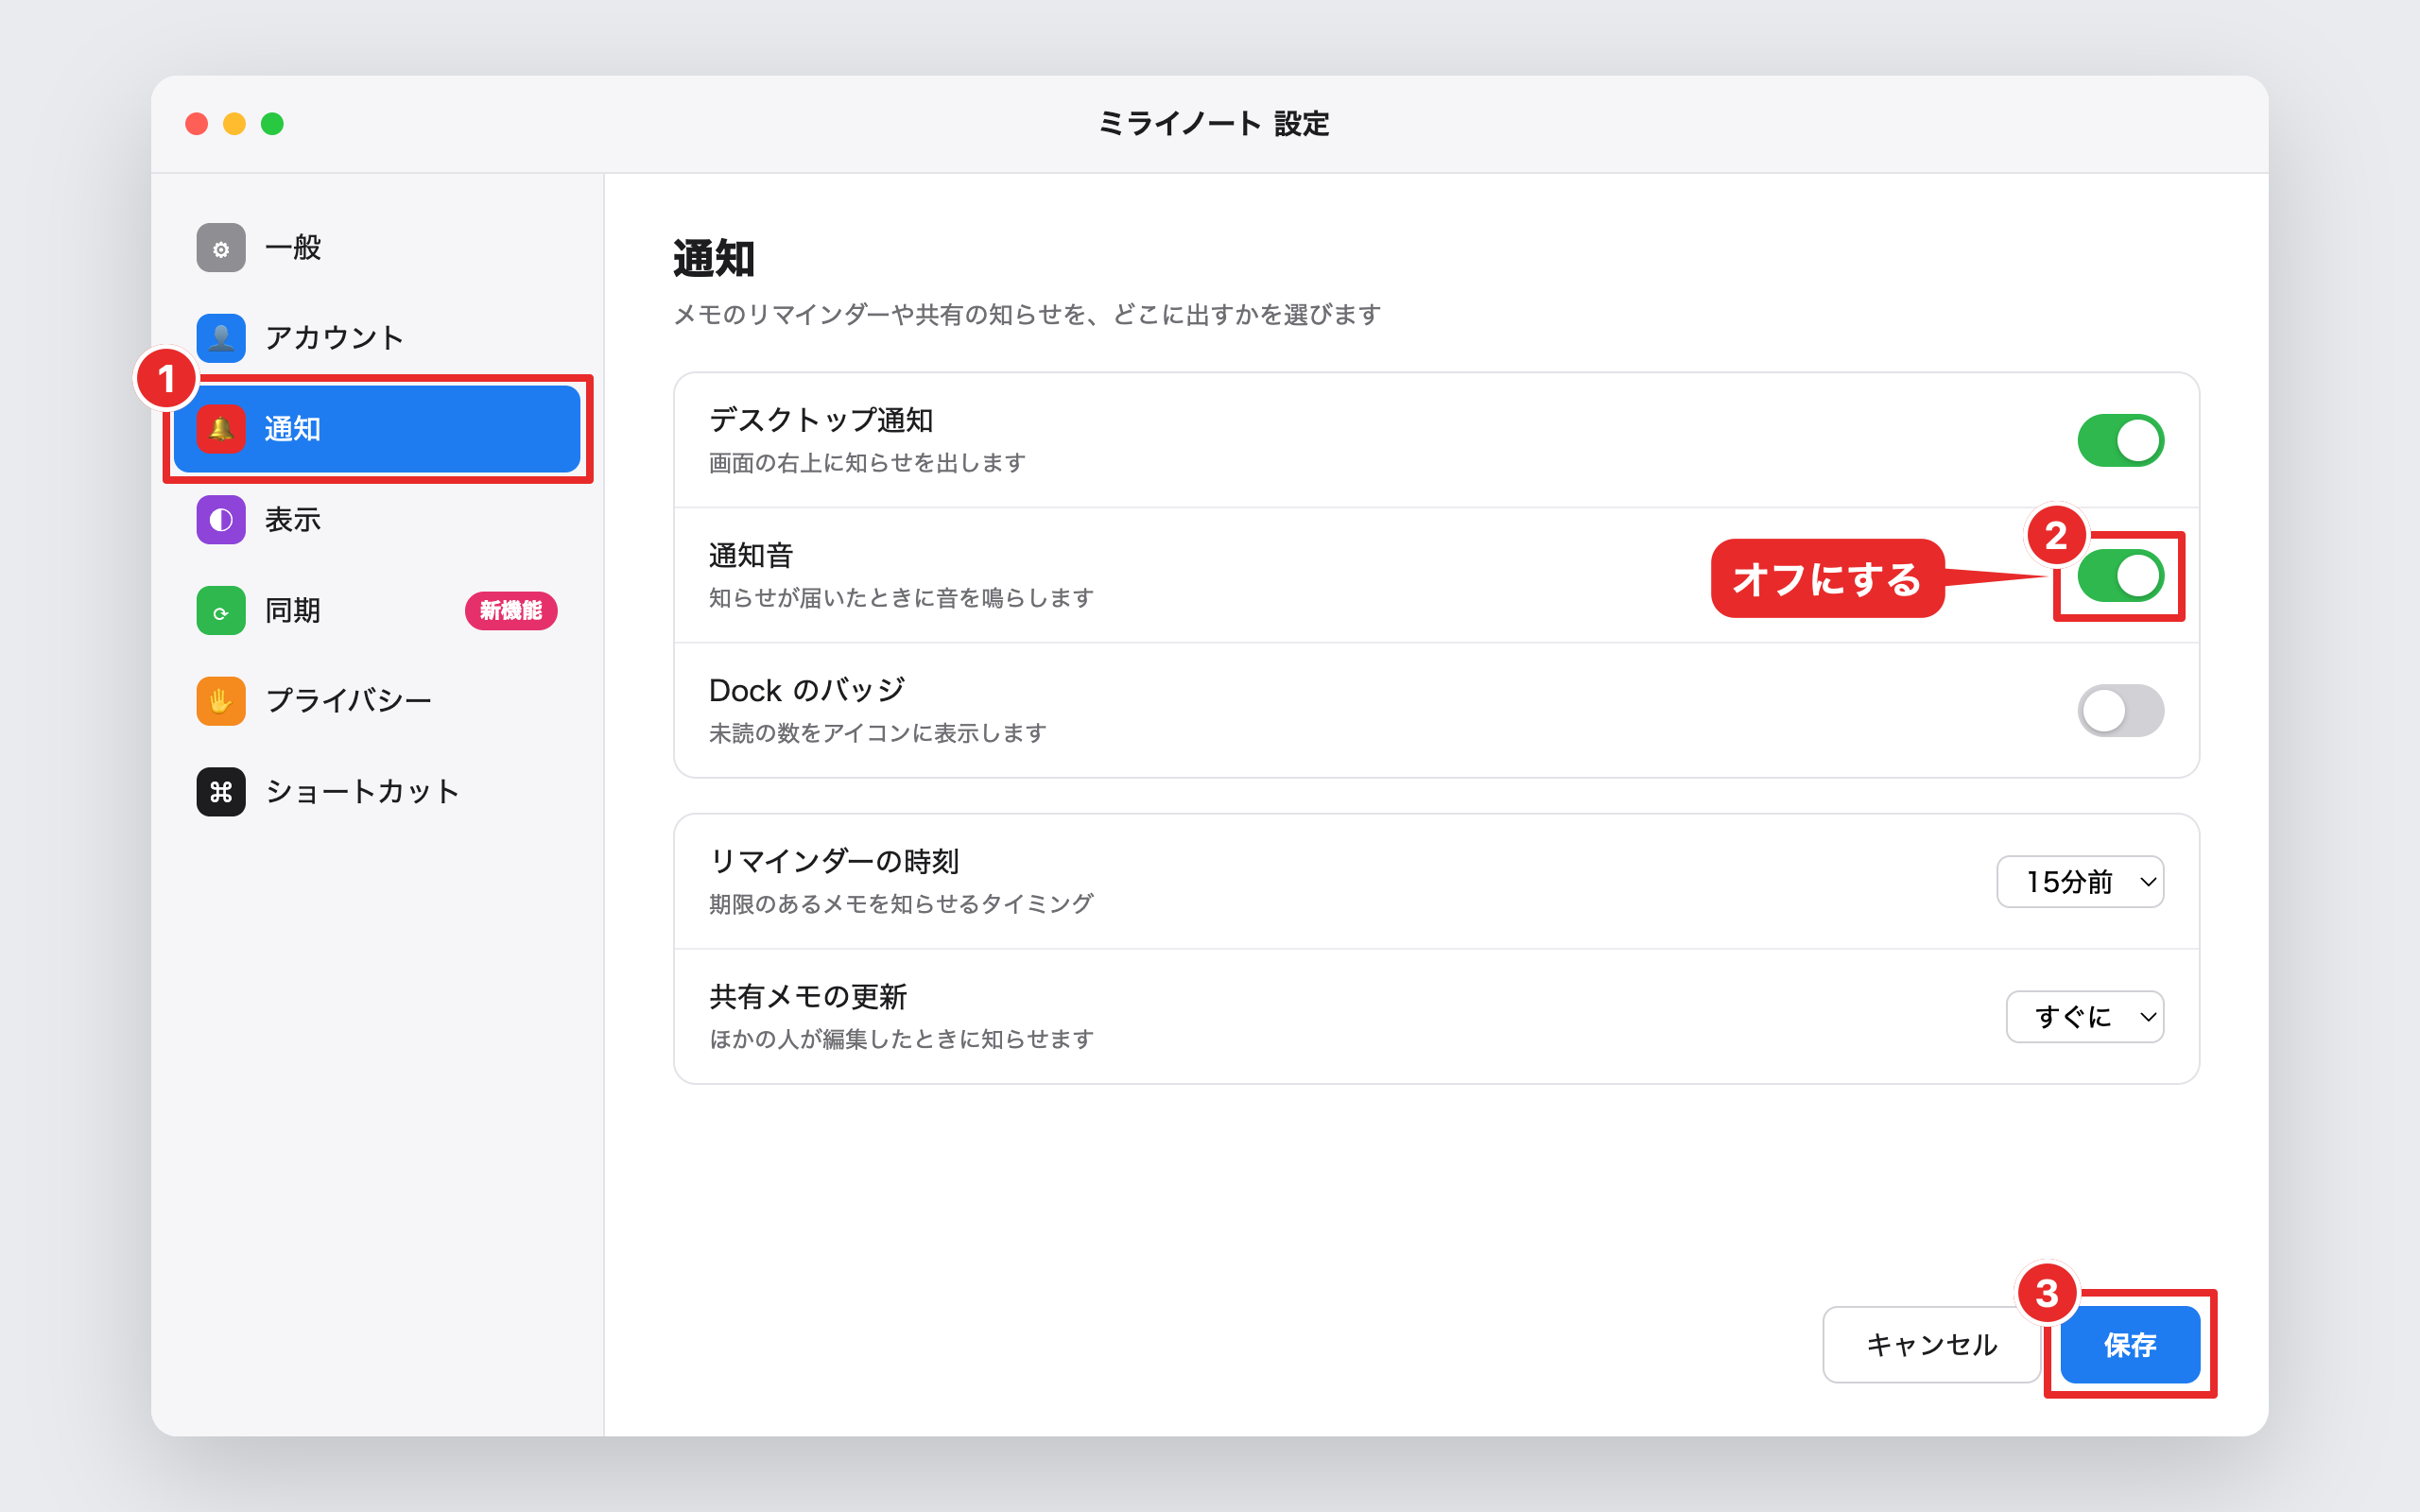 ミライノート 設定
一般
アカウント
1
通知
表示
同期
新機能
プライバシー
ショートカット
通知
メモのリマインダーや共有の知らせを、どこに出すかを選びます
デスクトップ通知
画面の右上に知らせを出します
通知音
知らせが届いたときに音を鳴らします
オフにする
2
Dock のバッジ
未読の数をアイコンに表示します
リマインダーの時刻
期限のあるメモを知らせるタイミング
15分前
共有メモの更新
ほかの人が編集したときに知らせます
すぐに
キャンセル
3
保存